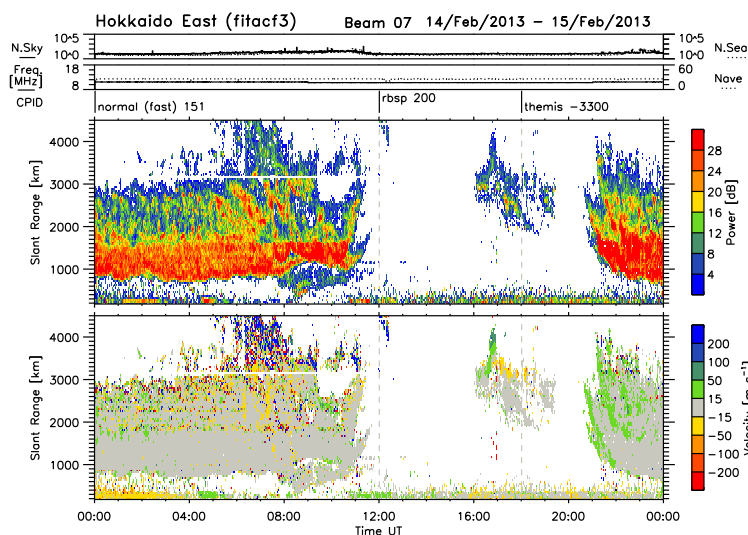 Hokkaido East (fitacf3) Beam 07 14/Feb/2013 – 15/Feb/2013
N.Sky 10^5 10^0 10^5 10^0 N.Sea
Freq. [MHz] 18 8 60 0 Nave
CPID normal (fast) 151 rbsp 200 themis -3300
Slant Range [km] 4000 3000 2000 1000
Power [dB] 28 24 20 16 12 8 4
Slant Range [km] 4000 3000 2000 1000
200 100 50 15 -15 -50 -100 -200
00:00 04:00 08:00 12:00 16:00 20:00 00:00
Time UT